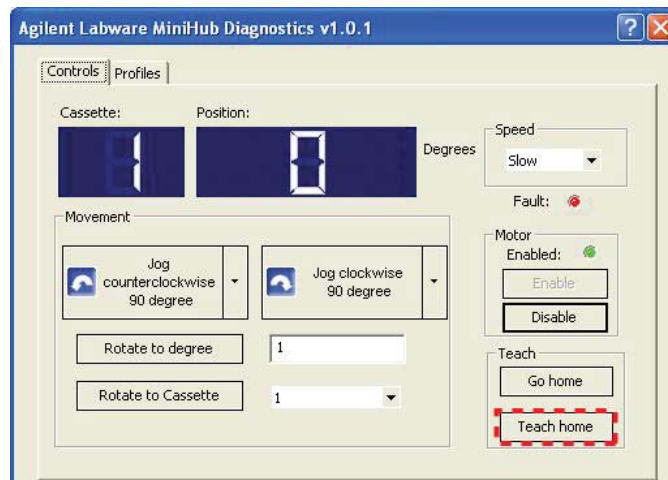 Agilent Labware MiniHub Diagnostics v1.0.1
Controls
Profiles
Cassette:
Position:
1
0
Degrees
Speed
Slow
Fault:
Movement
Jog
counterclockwise
90 degree
Jog clockwise
90 degree
Rotate to degree
1
Rotate to Cassette
1
Motor
Enabled:
Enable
Disable
Teach
Go home
Teach home